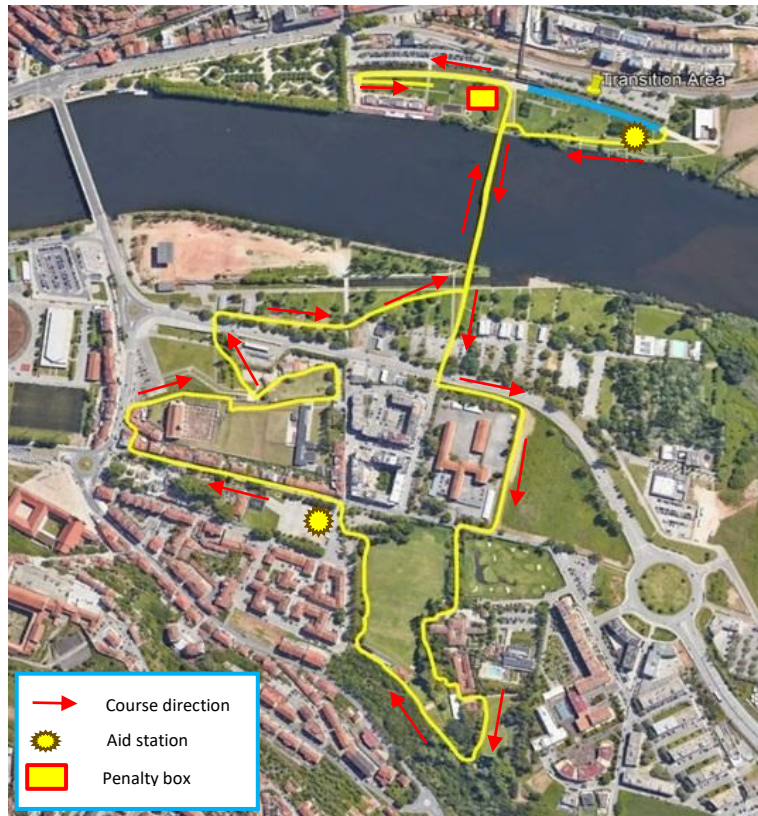 Transition Area
Course direction
Aid station
Penalty box